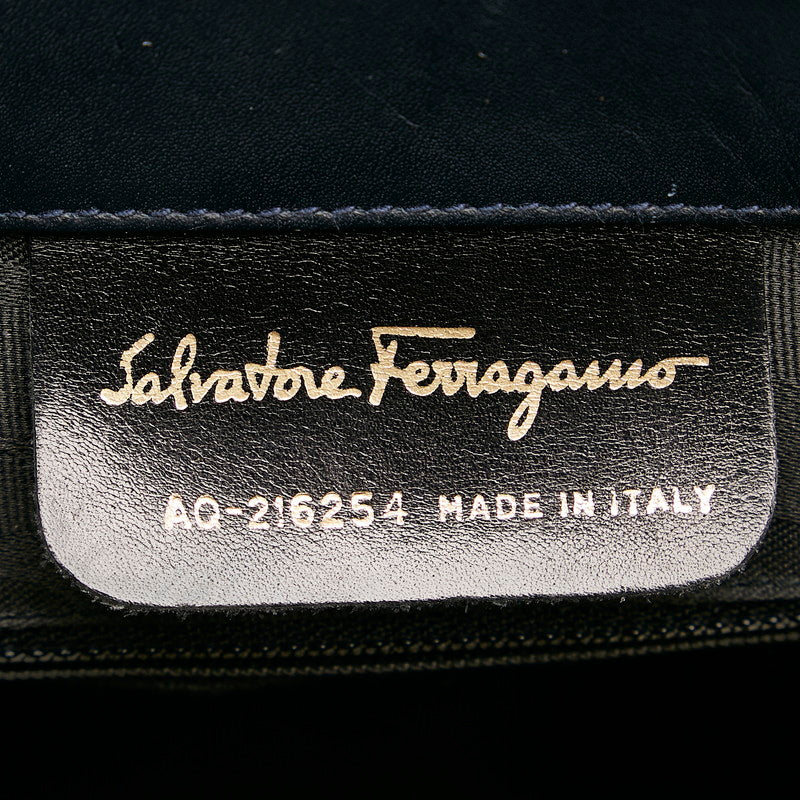 Salvatore Ferragamo
AQ-216254 MADE IN ITALY